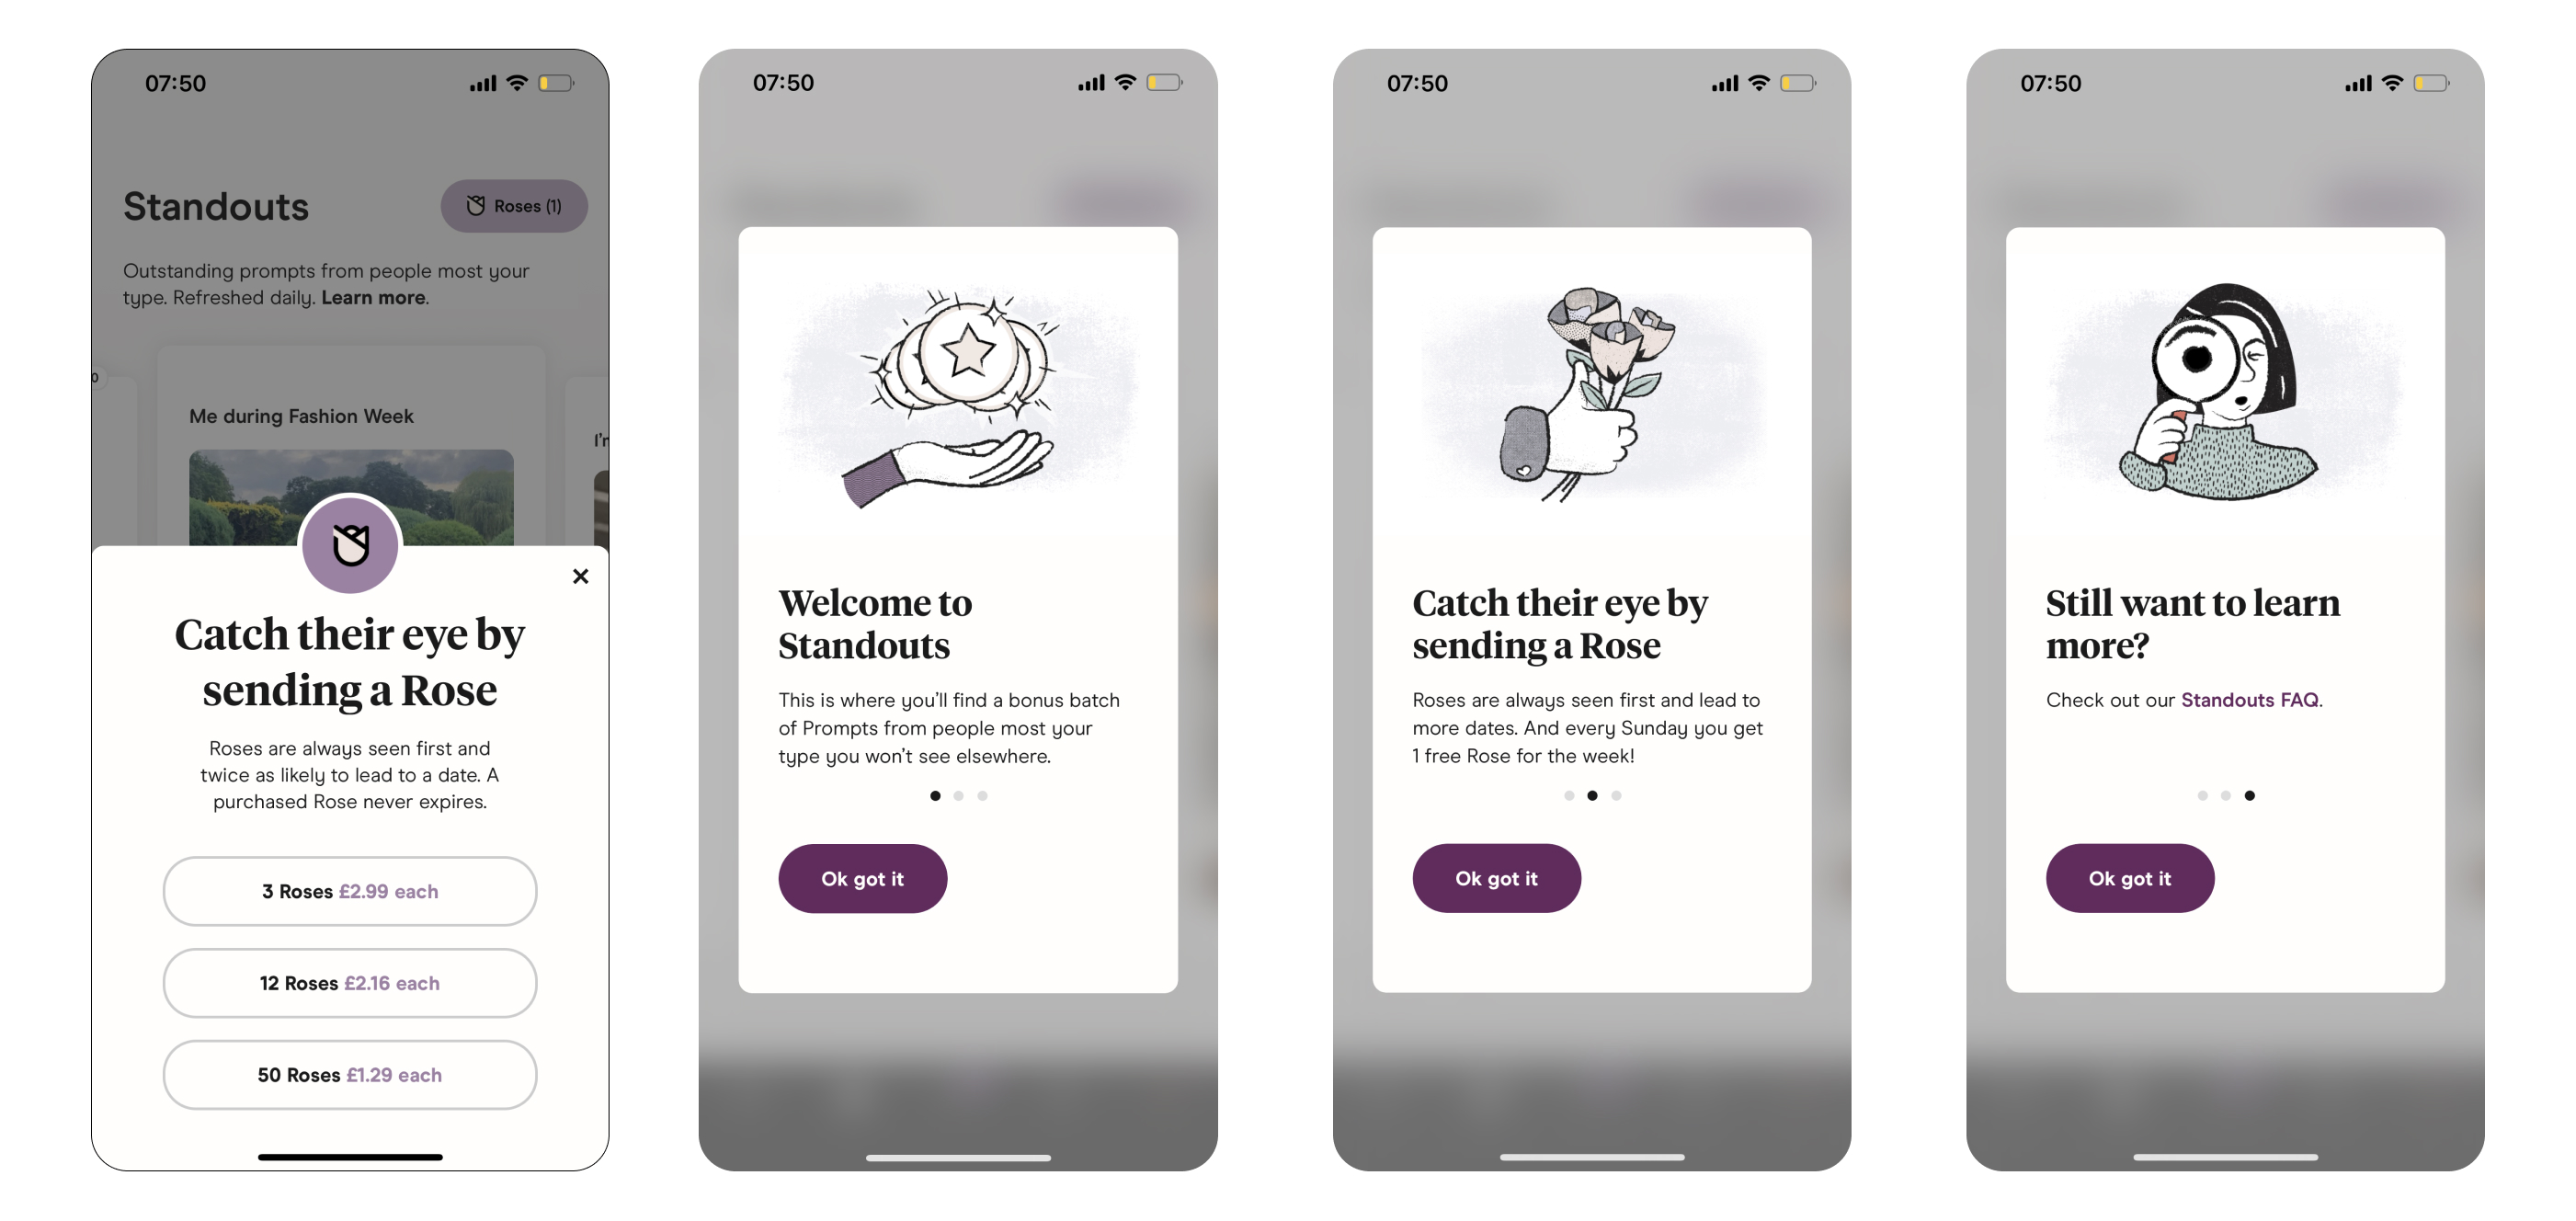 07:50
Standouts
Roses (1)
Outstanding prompts from people most your
type. Refreshed daily. Learn more.
0
Me during Fashion Week
I'm
Catch their eye by
sending a Rose
Roses are always seen first and
twice as likely to lead to a date. A
purchased Rose never expires.
3 Roses £2.99 each
12 Roses £2.16 each
50 Roses £1.29 each
07:50
Welcome to
Standouts
This is where you'll find a bonus batch
of Prompts from people most your
type you won't see elsewhere.
Ok got it
07:50
Catch their eye by
sending a Rose
Roses are always seen first and lead to
more dates. And every Sunday you get
1 free Rose for the week!
Ok got it
07:50
Still want to learn
more?
Check out our Standouts FAQ.
Ok got it